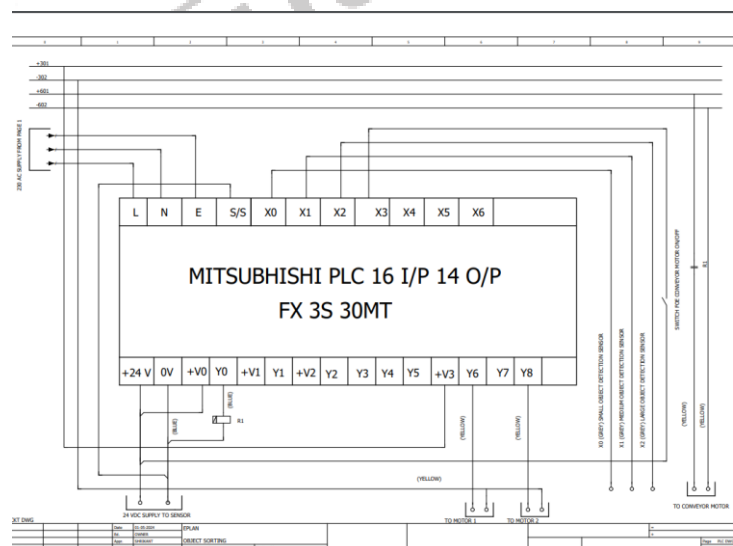 +301
-302
+601
-602
230 AC SUPPLY FROM PAGE 1
L N E S/S X0 X1 X2 X3 X4 X5 X6
MITSUBHISHI PLC 16 I/P 14 O/P
FX 3S 30MT
+24 V 0V +V0 Y0 +V1 Y1 +V2 Y2 Y3 Y4 Y5 +V3 Y6 Y7 Y8
(BLUE)
(BLUE)
R1
(YELLOW)
(YELLOW)
(YELLOW)
X0 (GREY) SMALL OBJECT DETECTION SENSOR
X1 (GREY) MEDIUM OBJECT DETECTION SENSOR
X2 (GREY) LARGE OBJECT DETECTION SENSOR
SWITCH FOE CONVEYOR MOTOR ON/OFF
R1
(YELLOW)
(YELLOW)
24 VDC SUPPLY TO SENSOR
TO MOTOR 1
TO MOTOR 2
TO CONVEYOR MOTOR
EPLAN
OBJECT SORTING